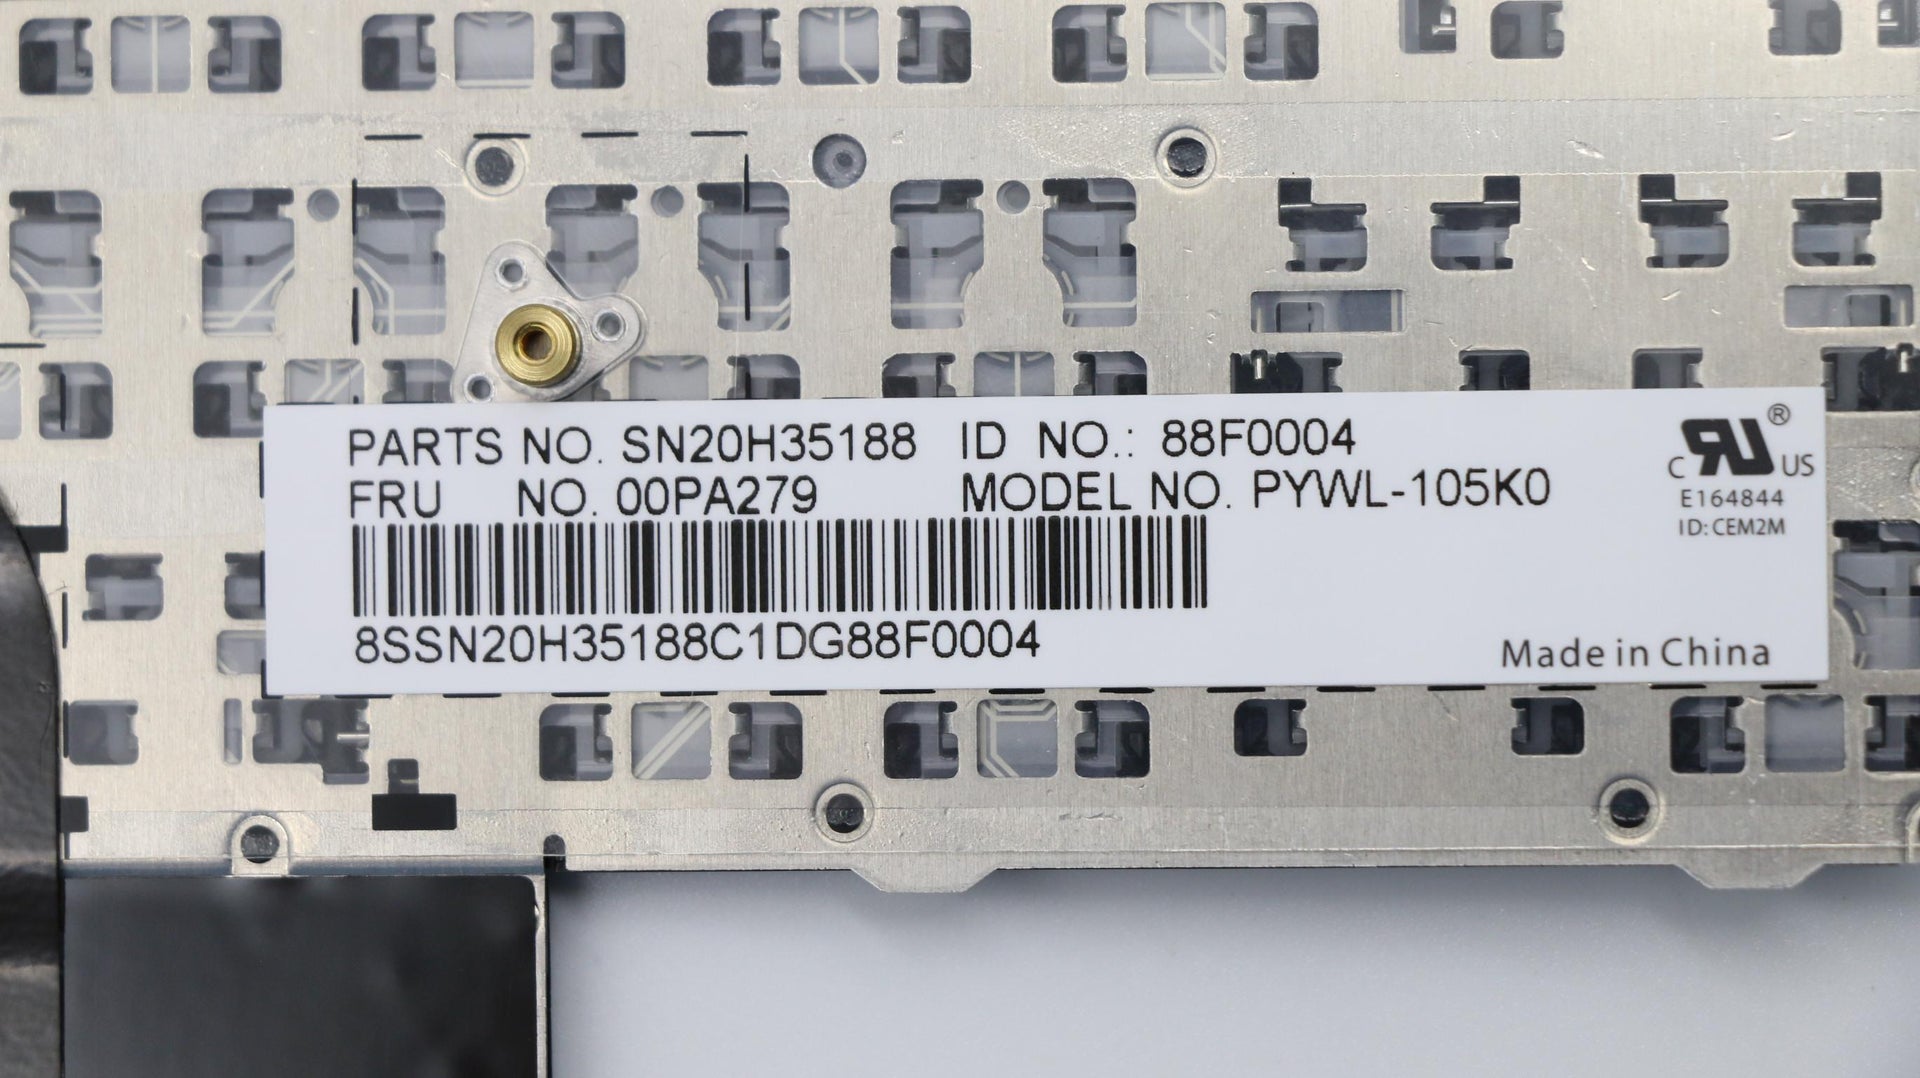 PARTS NO. SN20H35188 ID NO.: 88F0004
FRU NO. 00PA279 MODEL NO. PYWL-105K0
8SSN20H35188C1DG88F0004
C RU ® US
E164844
ID: CEM2M
Made in China